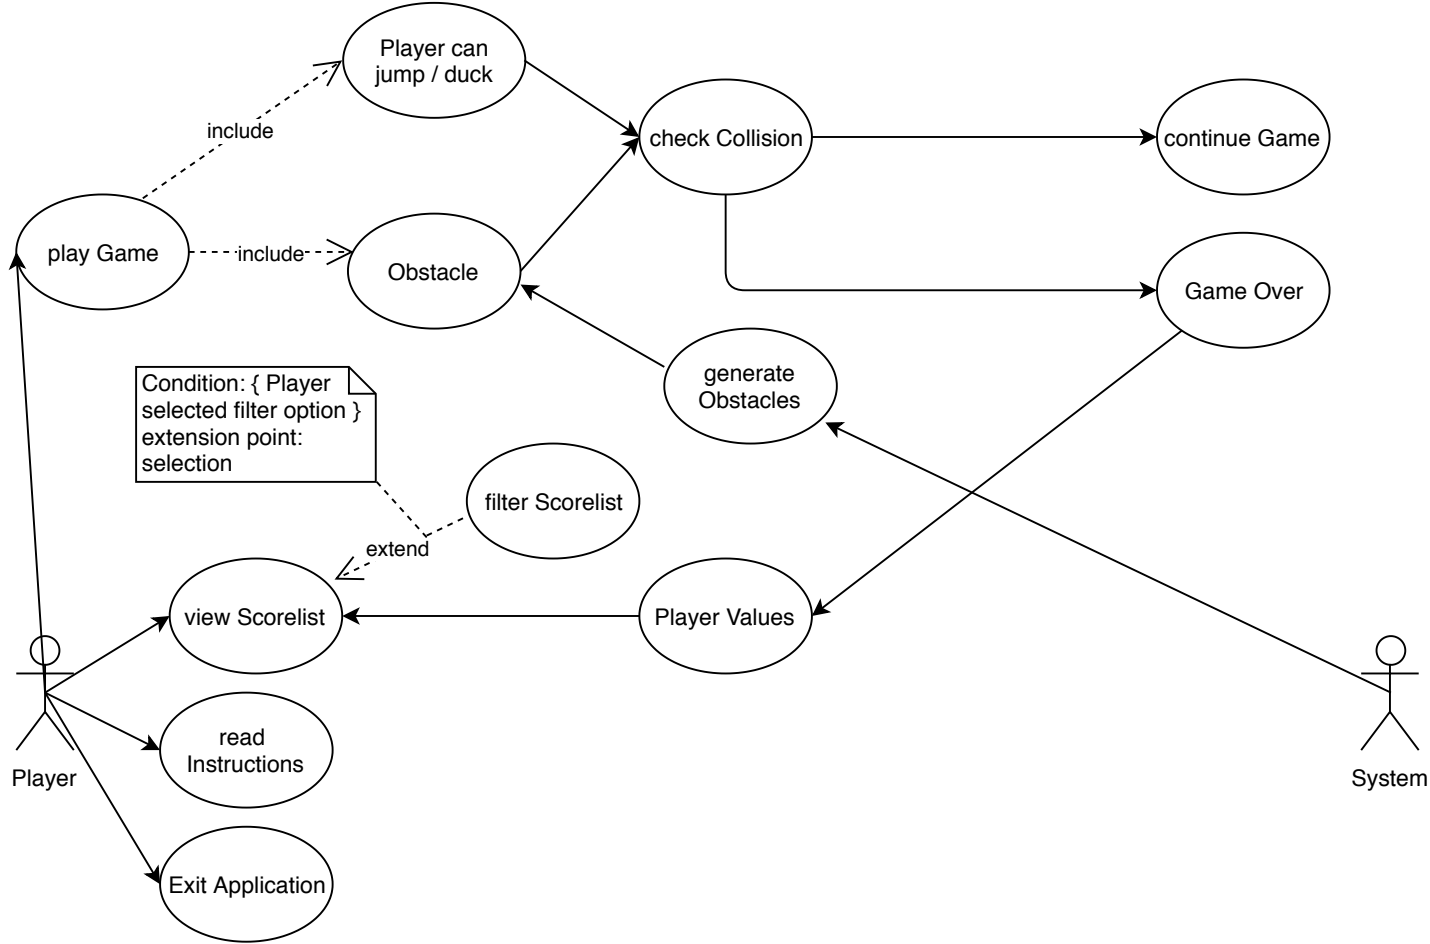 Player can
jump / duck
include
check Collision
continue Game
play Game
include
Obstacle
Game Over
generate
Obstacles
Condition: { Player
selected filter option }
extension point:
selection
filter Scorelist
extend
view Scorelist
Player Values
read
Instructions
Player
System
Exit Application